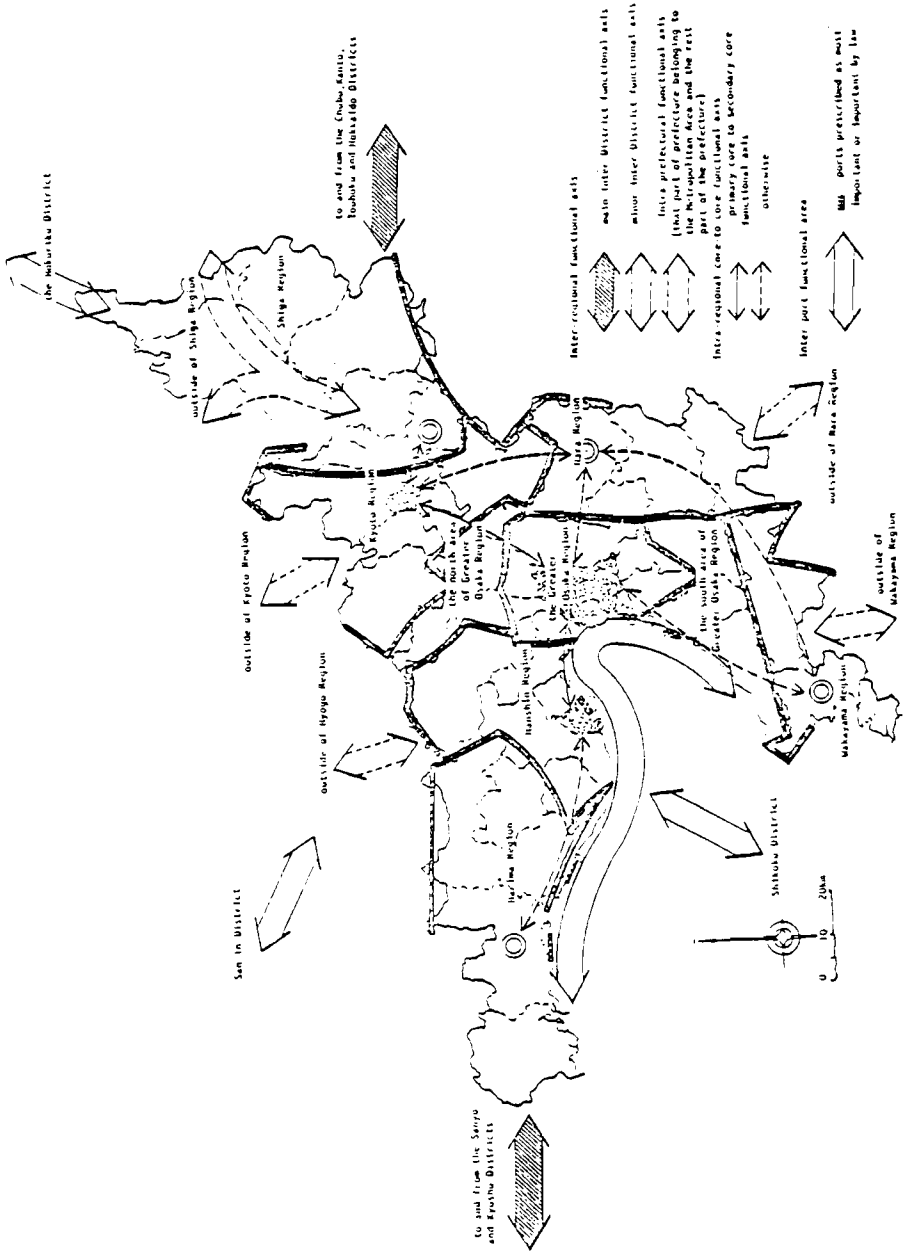 the Hokuriku District
to and from the Chubu, Kantu,
Touhoku and Hokkaido Districts
outside of Shiga Region
Shiga Region
outside of Kyoto Region
Kyoto Region
outside of Hyogo Region
San in District
the north area
of Greater
Osaka Region
the Greater
Osaka Region
Nara Region
Hanshin Region
Harima Region
the south area of
Greater Osaka Region
outside of Nara Region
outside of
Wakayama Region
Wakayama Region
Shikoku District
to and from the Sanyo
and Kyushu Districts
0 10 20km
Inter-regional functional axis
main Inter District functional axis
minor Inter District functional axis
Intra prefectural functional axis
(that part of prefecture belonging to
the Metropolitan Area and the rest
part of the prefecture)
Intra-regional core-to core functional axis
primary core to secondary core
functional axis
otherwise
Inter port functional area
ports prescribed as must
important or important by law